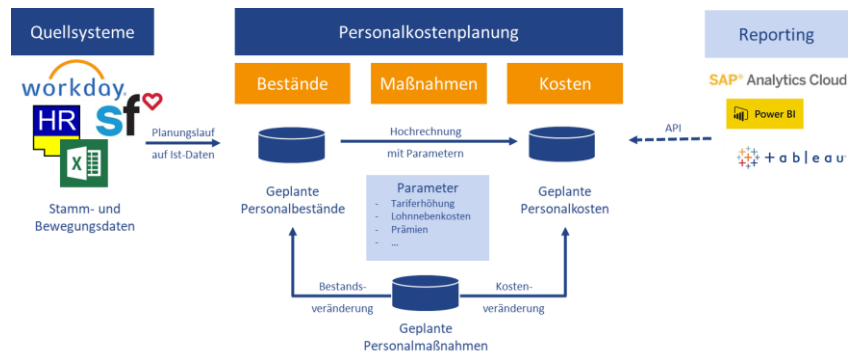 Quellsysteme
workday
HR
sf
X
Stamm- und
Bewegungsdaten
Planungslauf
auf Ist-Daten
Personalkostenplanung
Bestände
Maßnahmen
Kosten
Hochrechnung
mit Parametern
Geplante
Personalbestände
Parameter
- Tariferhöhung
- Lohnnebenkosten
- Prämien
- ...
Geplante
Personalkosten
Bestands-
veränderung
Kosten-
veränderung
Geplante
Personalmaßnahmen
API
Reporting
SAP® Analytics Cloud
Power BI
+ a b l e a u